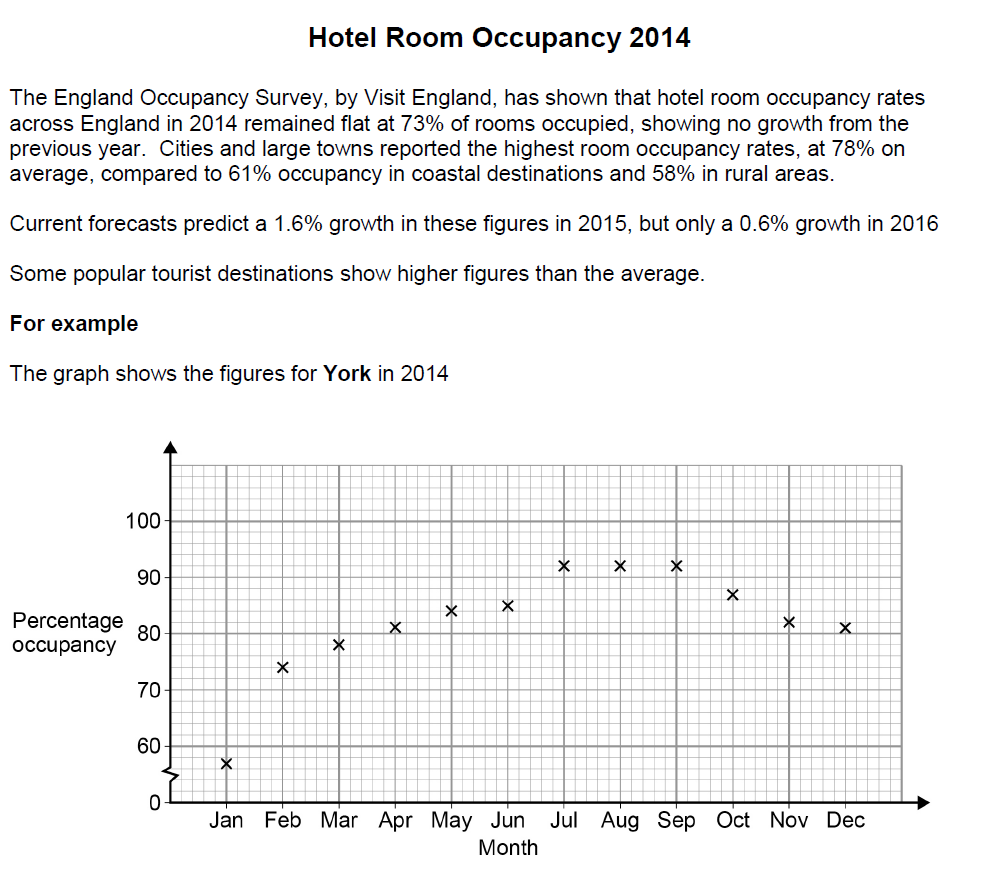 Hotel Room Occupancy 2014
The England Occupancy Survey, by Visit England, has shown that hotel room occupancy rates
across England in 2014 remained flat at 73% of rooms occupied, showing no growth from the
previous year.  Cities and large towns reported the highest room occupancy rates, at 78% on
average, compared to 61% occupancy in coastal destinations and 58% in rural areas.
Current forecasts predict a 1.6% growth in these figures in 2015, but only a 0.6% growth in 2016
Some popular tourist destinations show higher figures than the average.
For example
The graph shows the figures for York in 2014
100
90
Percentage
occupancy
80
70
60
0
Jan Feb Mar Apr May Jun Jul Aug Sep Oct Nov Dec
Month